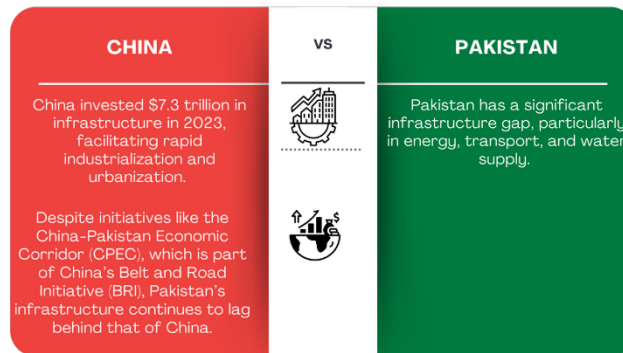 CHINA
VS
PAKISTAN
China invested $7.3 trillion in
infrastructure in 2023,
facilitating rapid
industrialization and
urbanization.
Despite initiatives like the
China-Pakistan Economic
Corridor (CPEC), which is part
of China's Belt and Road
Initiative (BRI), Pakistan's
infrastructure continues to lag
behind that of China.
Pakistan has a significant
infrastructure gap, particularly
in energy, transport, and water
supply.